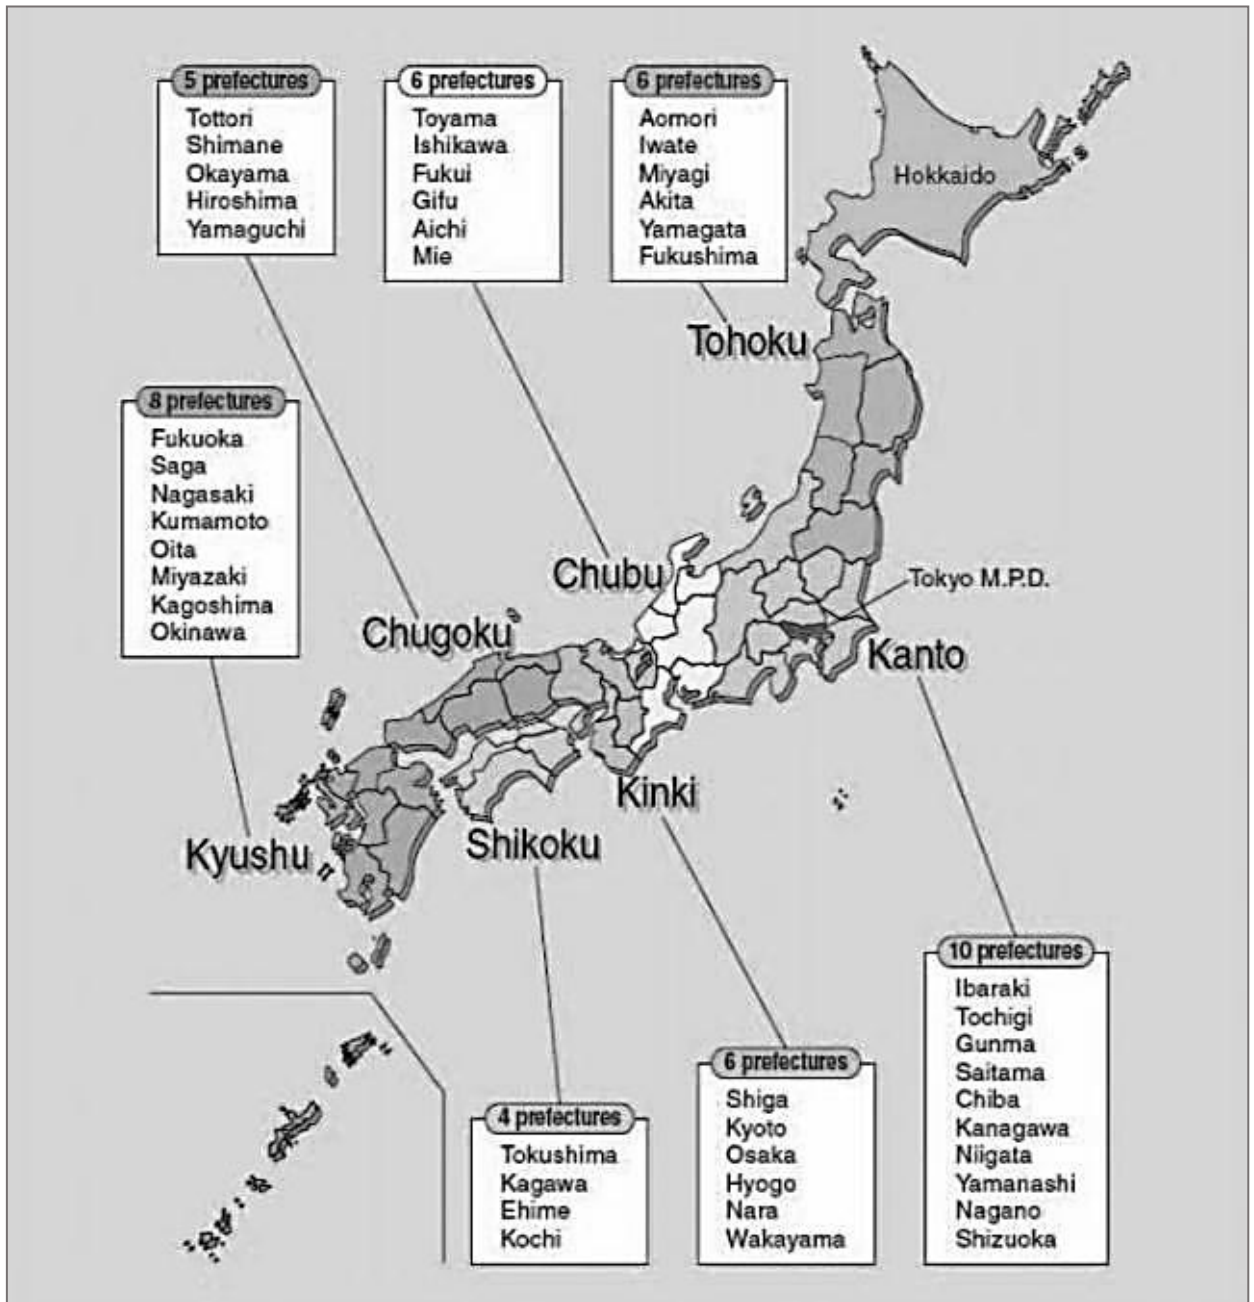 5 prefectures
Tottori
Shimane
Okayama
Hiroshima
Yamaguchi
6 prefectures
Toyama
Ishikawa
Fukui
Gifu
Aichi
Mie
6 prefectures
Aomori
Iwate
Miyagi
Akita
Yamagata
Fukushima
Hokkaido
Tohoku
8 prefectures
Fukuoka
Saga
Nagasaki
Kumamoto
Oita
Miyazaki
Kagoshima
Okinawa
Chubu
Tokyo M.P.D.
Chugoku
Kanto
Kinki
Shikoku
Kyushu
10 prefectures
Ibaraki
Tochigi
Gunma
Saitama
Chiba
Kanagawa
Niigata
Yamanashi
Nagano
Shizuoka
6 prefectures
Shiga
Kyoto
Osaka
Hyogo
Nara
Wakayama
4 prefectures
Tokushima
Kagawa
Ehime
Kochi